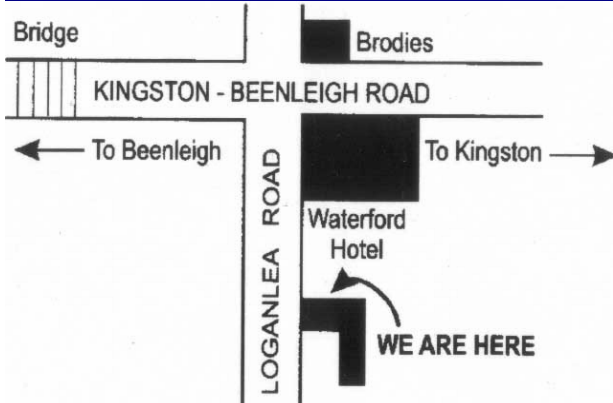 Bridge
Brodies
KINGSTON - BEENLEIGH ROAD
To Beenleigh
To Kingston
LOGANLEA ROAD
Waterford
Hotel
WE ARE HERE